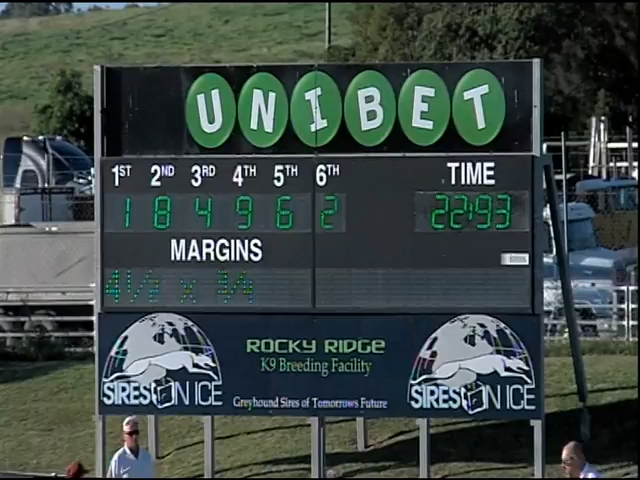 UNIBET
1ST 2ND 3RD 4TH 5TH 6TH TIME
1 8 4 9 6 2 22:93
MARGINS
4 1/2 x 3/4
ROCKY RIDGE
K9 Breeding Facility
SIRES ON ICE
Greyhound Sires of Tomorrows Future
SIRES ON ICE